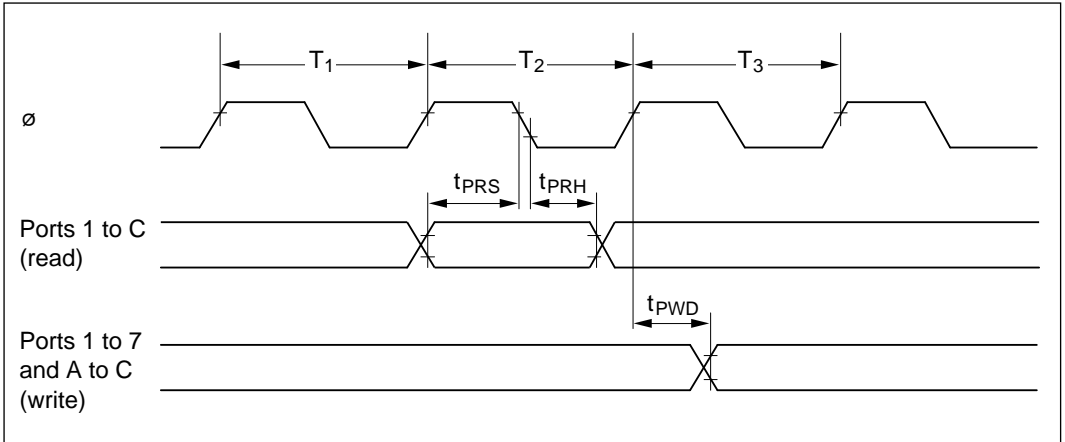 T1 T2 T3
ø
tPRS tPRH
Ports 1 to C
(read)
tPWD
Ports 1 to 7
and A to C
(write)